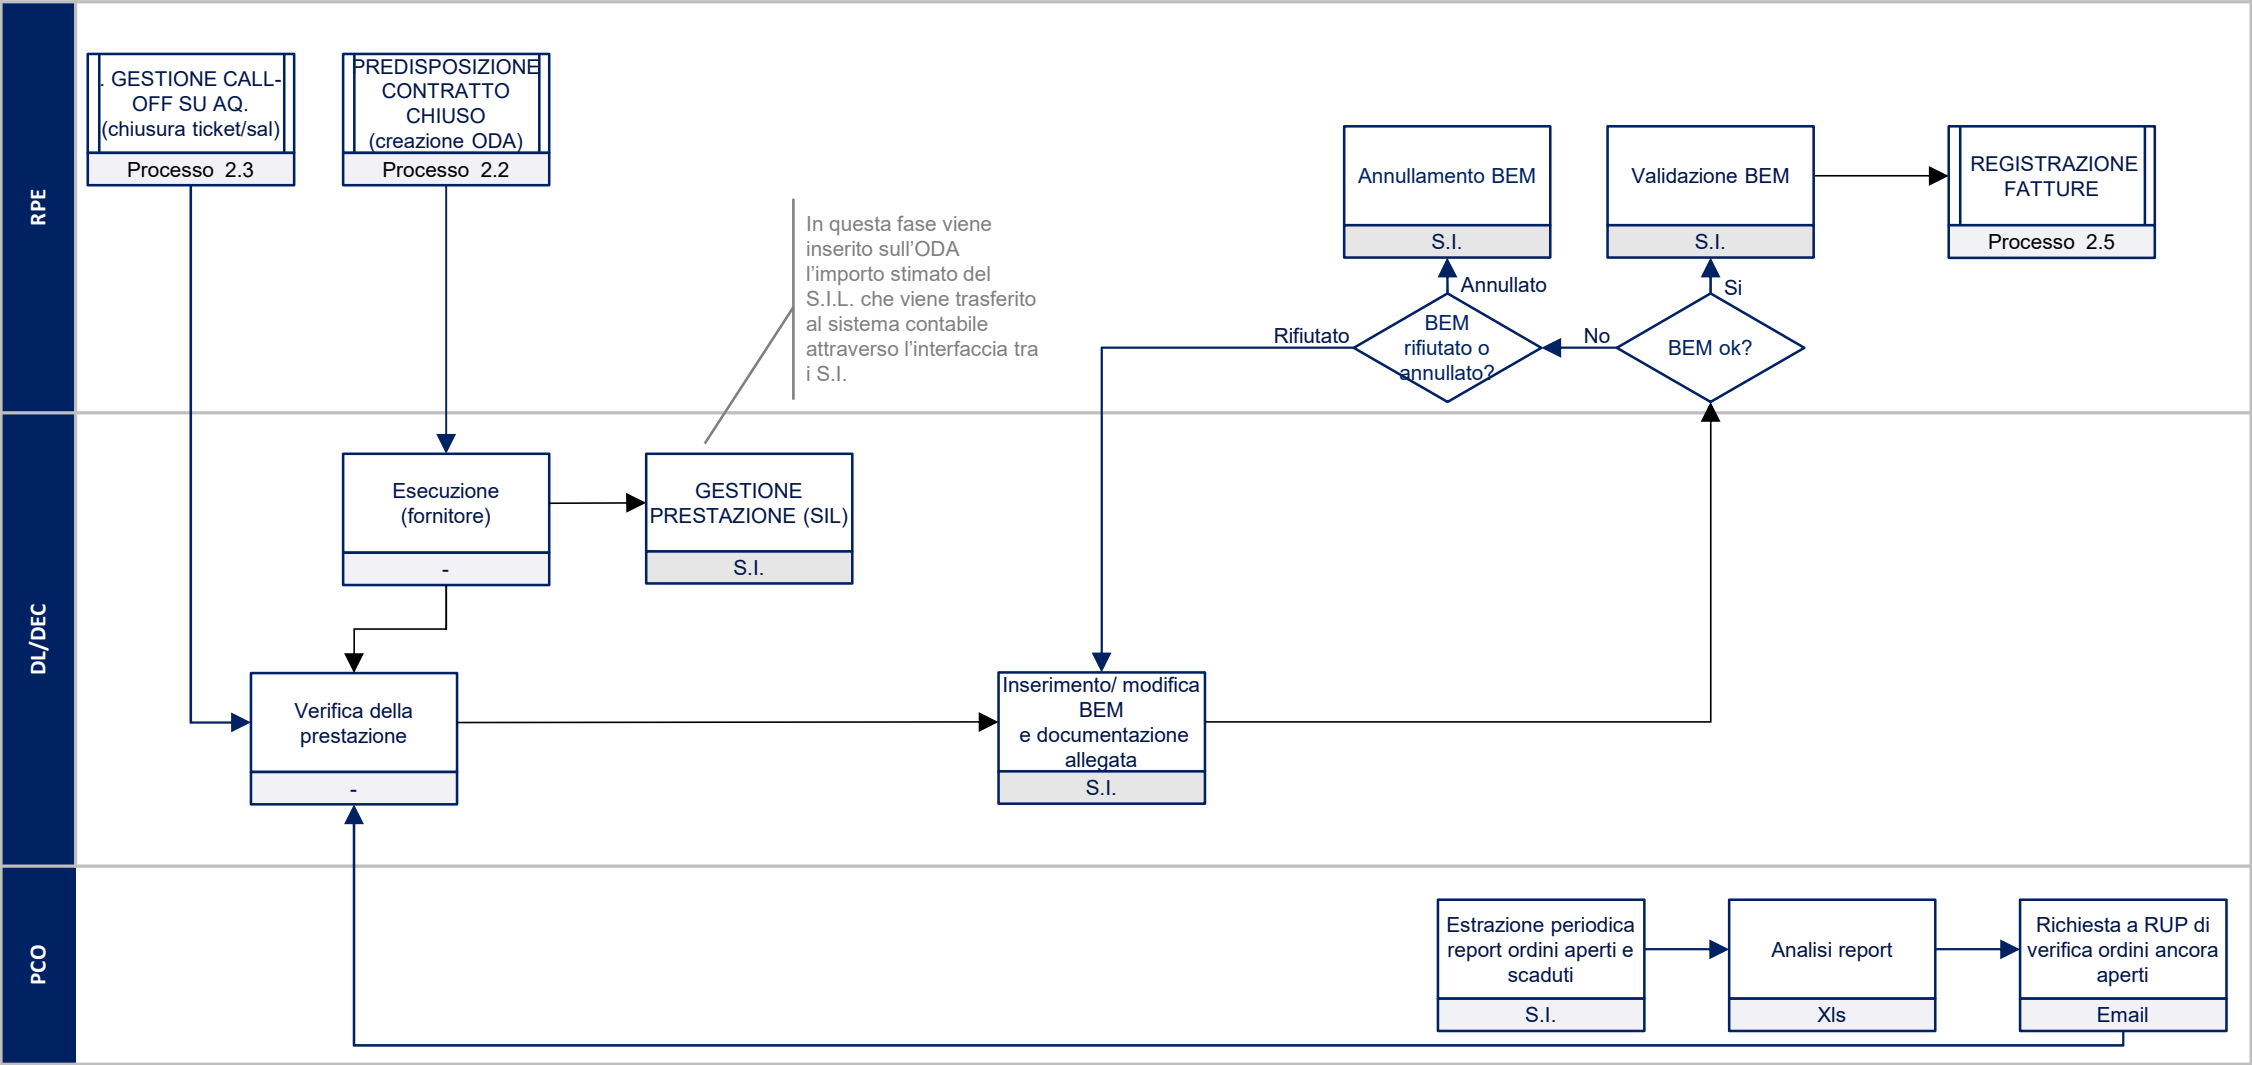 RPE
. GESTIONE CALL-
OFF SU AQ.
(chiusura ticket/sal)
Processo 2.3
PREDISPOSIZIONE
CONTRATTO
CHIUSO
(creazione ODA)
Processo 2.2
In questa fase viene
inserito sull’ODA
l’importo stimato del
S.I.L. che viene trasferito
al sistema contabile
attraverso l’interfaccia tra
i S.I.
Annullamento BEM
S.I.
Validazione BEM
S.I.
REGISTRAZIONE
FATTURE
Processo 2.5
Annullato
Si
Rifiutato
BEM
rifiutato o
annullato?
No
BEM ok?
DL/DEC
Esecuzione
(fornitore)
-
GESTIONE
PRESTAZIONE (SIL)
S.I.
Verifica della
prestazione
-
Inserimento/ modifica
BEM
e documentazione
allegata
S.I.
PCO
Estrazione periodica
report ordini aperti e
scaduti
S.I.
Analisi report
Xls
Richiesta a RUP di
verifica ordini ancora
aperti
Email